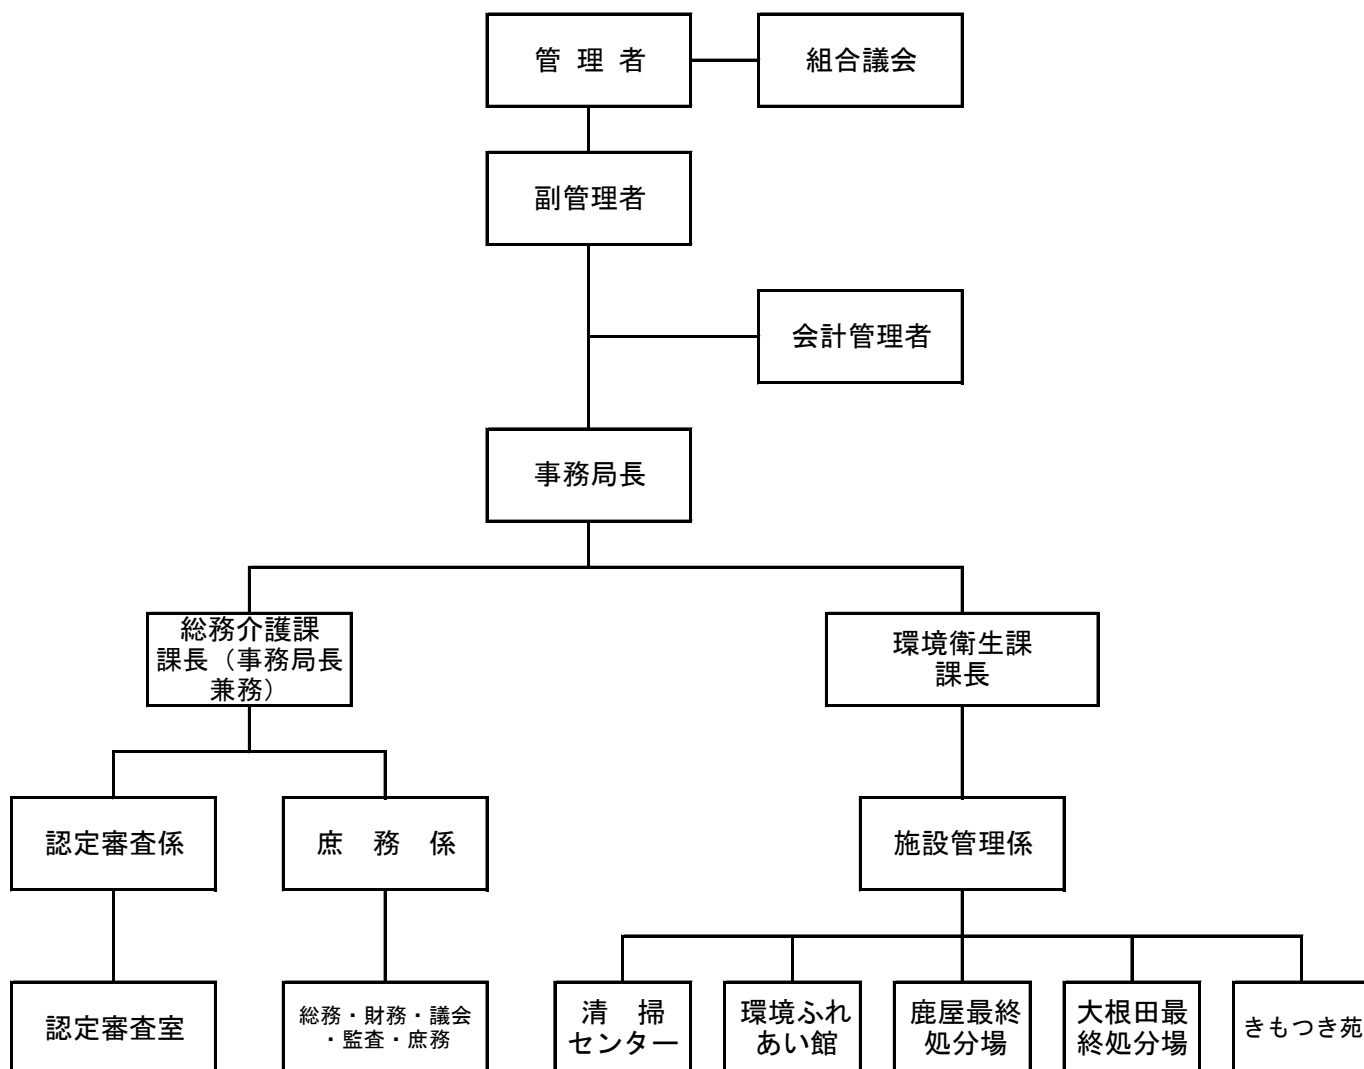 管 理 者
組合議会
副管理者
会計管理者
事務局長
総務介護課
課長（事務局長
兼務）
環境衛生課
課長
認定審査係
庶 務 係
施設管理係
認定審査室
総務・財務・議会
・監査・庶務
清 掃
センター
環境ふれ
あい館
鹿屋最終
処分場
大根田最
終処分場
きもつき苑